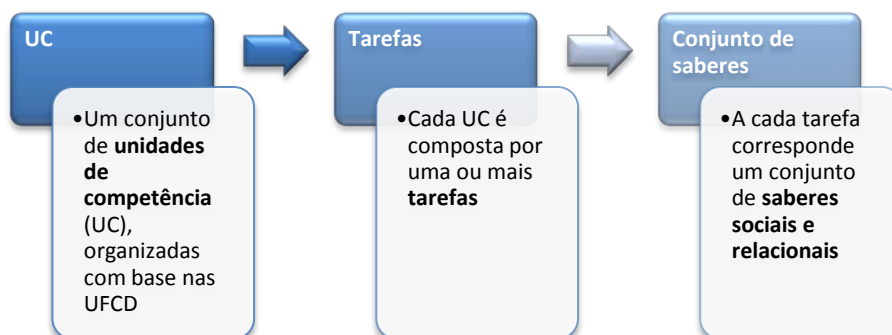 UC
•Um conjunto
de unidades
de
competência
(UC),
organizadas
com base nas
UFCD
Tarefas
•Cada UC é
composta por
uma ou mais
tarefas
Conjunto de
saberes
•A cada tarefa
corresponde
um conjunto
de saberes
sociais e
relacionais